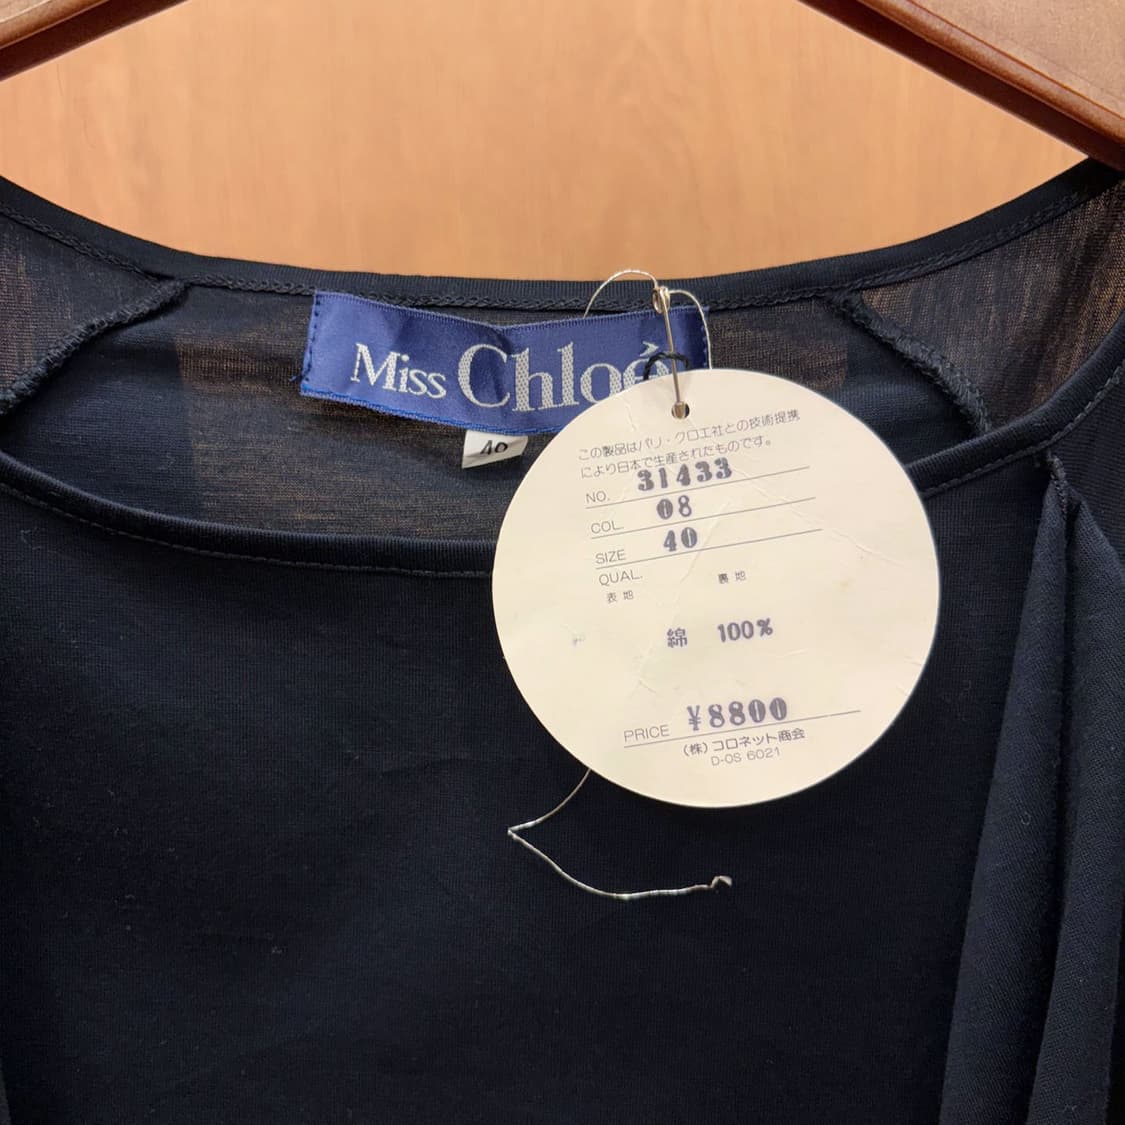 Miss Chloé
40
この製品はパリ・クロエ社との技術提携
により日本で生産されたものです。
NO. 31433
COL. 08
SIZE 40
QUAL.
表地 裏地
綿 100%
PRICE ¥8800
(株)コロネット商会
D-OS 6021